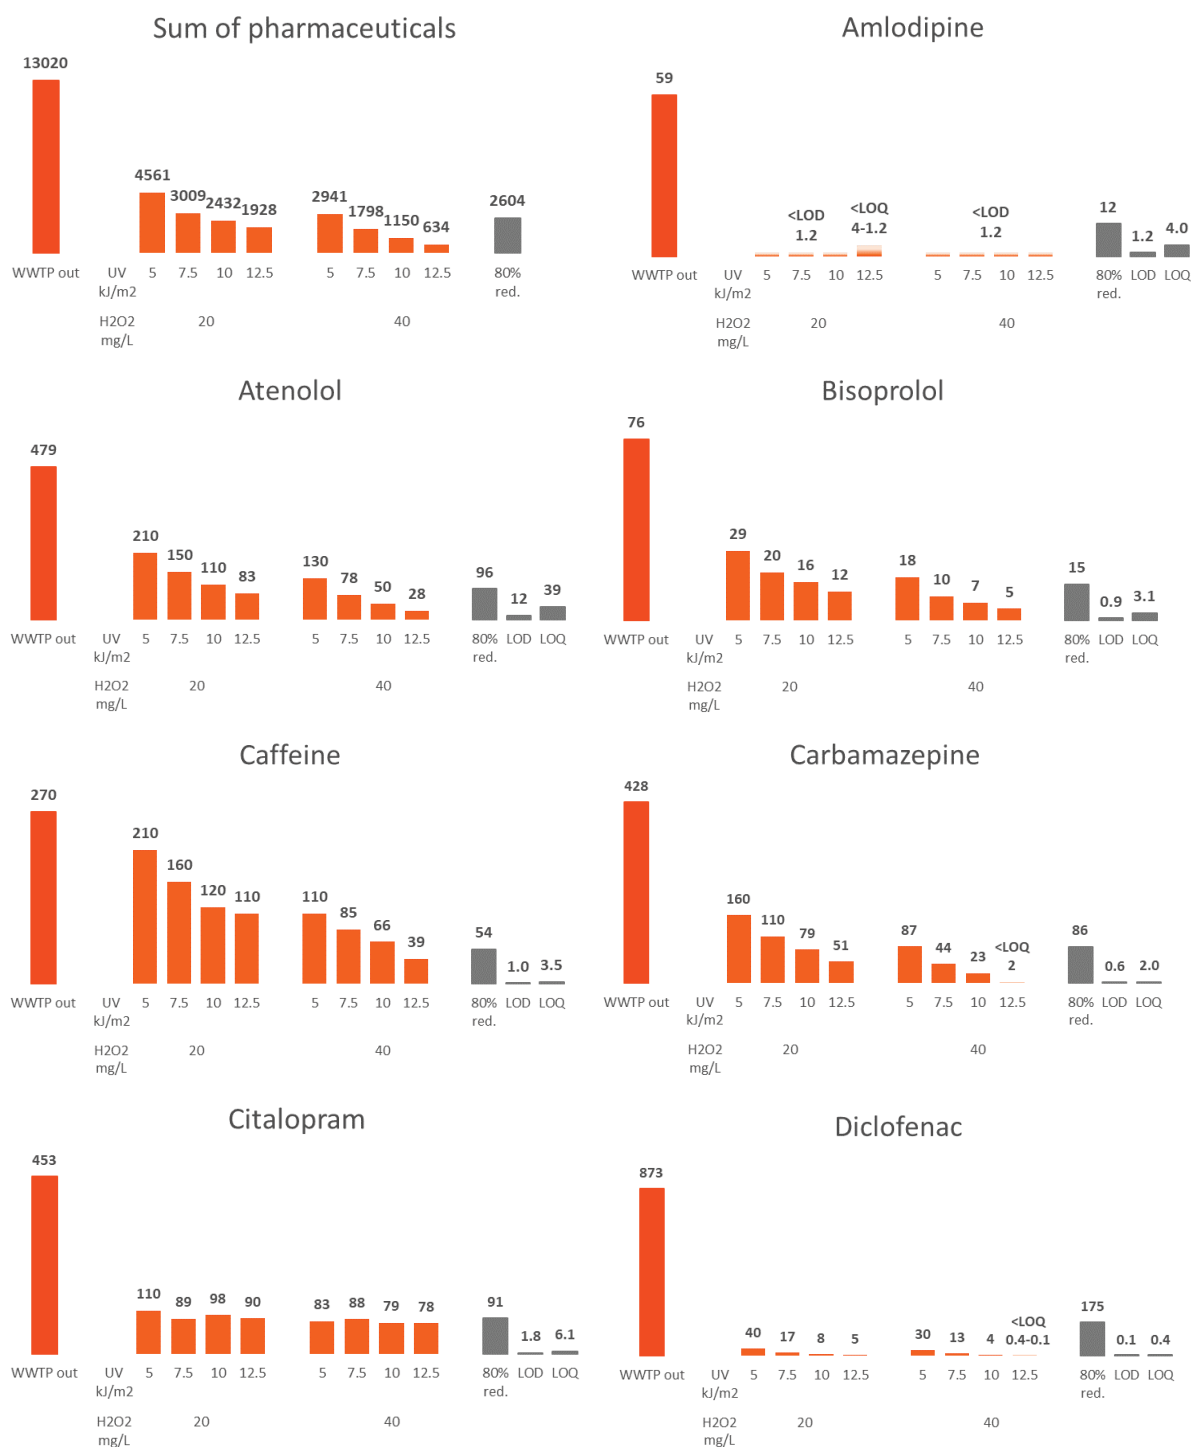 Sum of pharmaceuticals
13020
4561 3009 2432 1928 2941 1798 1150 634 2604
WWTP out UV 5 7.5 10 12.5 5 7.5 10 12.5 80%
kJ/m2 red.
H2O2 20 40
mg/L
Amlodipine
59
<LOD <LOQ <LOD 12 1.2 4.0
1.2 4-1.2 1.2
WWTP out UV 5 7.5 10 12.5 5 7.5 10 12.5 80% LOD LOQ
kJ/m2 red.
H2O2 20 40
mg/L
Atenolol
479
210 150 110 83 130 78 50 28 96 12 39
WWTP out UV 5 7.5 10 12.5 5 7.5 10 12.5 80% LOD LOQ
kJ/m2 red.
H2O2 20 40
mg/L
Bisoprolol
76
29 20 16 12 18 10 7 5 15 0.9 3.1
WWTP out UV 5 7.5 10 12.5 5 7.5 10 12.5 80% LOD LOQ
kJ/m2 red.
H2O2 20 40
mg/L
Caffeine
270
210 160 120 110 110 85 66 39 54 1.0 3.5
WWTP out UV 5 7.5 10 12.5 5 7.5 10 12.5 80% LOD LOQ
kJ/m2 red.
H2O2 20 40
mg/L
Carbamazepine
428
160 110 79 51 87 44 23 <LOQ 86 0.6 2.0
2
WWTP out UV 5 7.5 10 12.5 5 7.5 10 12.5 80% LOD LOQ
kJ/m2 red.
H2O2 20 40
mg/L
Citalopram
453
110 89 98 90 83 88 79 78 91 1.8 6.1
WWTP out UV 5 7.5 10 12.5 5 7.5 10 12.5 80% LOD LOQ
kJ/m2 red.
H2O2 20 40
mg/L
Diclofenac
873
40 17 8 5 30 13 4 <LOQ 175 0.1 0.4
0.4-0.1
WWTP out UV 5 7.5 10 12.5 5 7.5 10 12.5 80% LOD LOQ
kJ/m2 red.
H2O2 20 40
mg/L